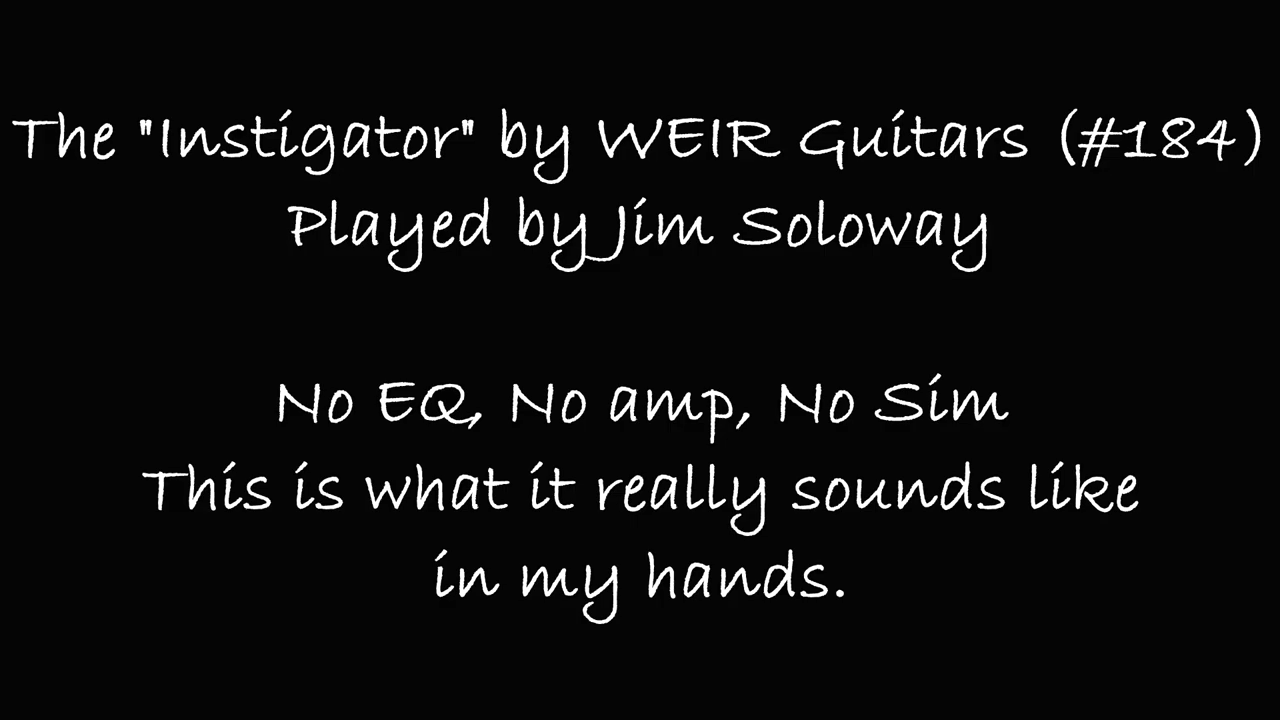 The "Instigator" by WEIR Guitars (#184)
Played by Jim Soloway
No EQ, No amp, No Sim
This is what it really sounds like
in my hands.